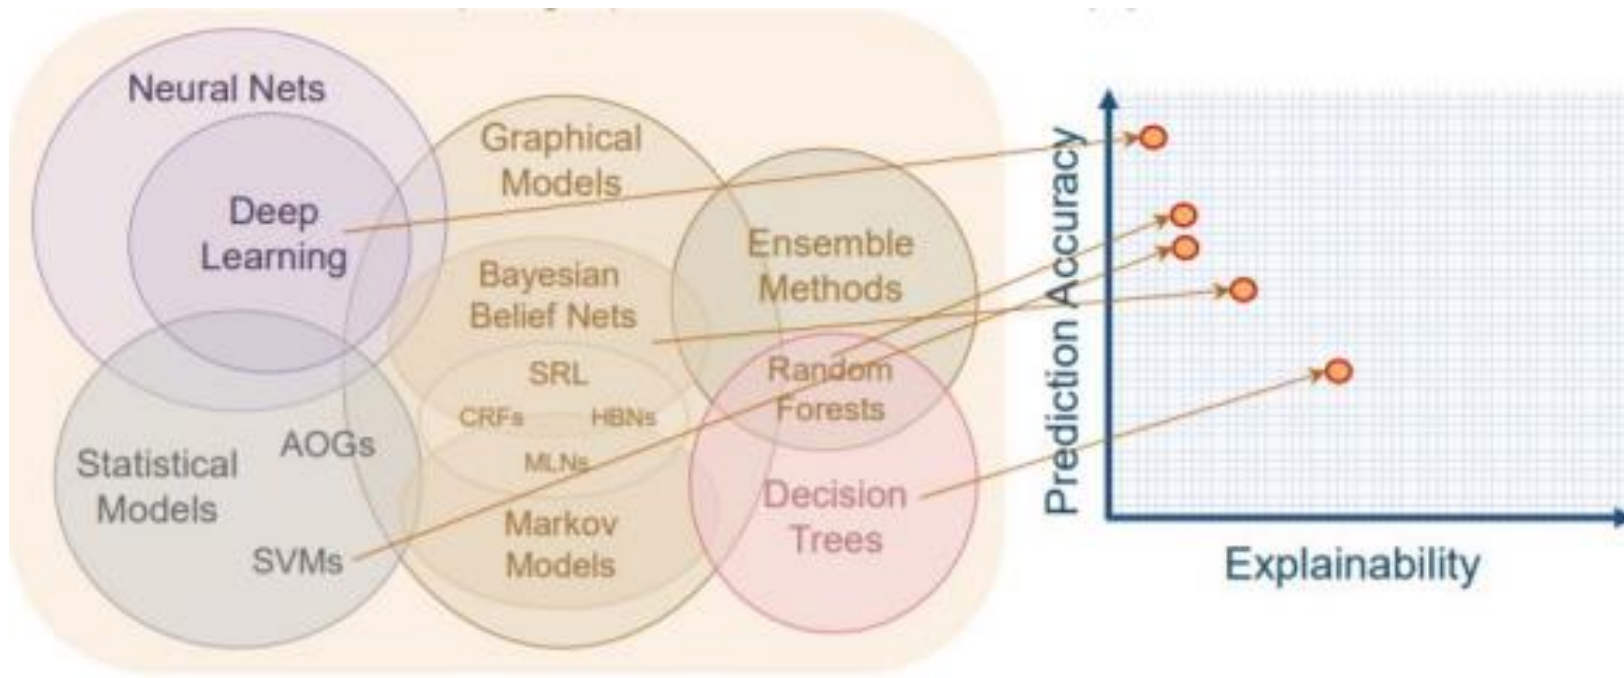 Neural Nets
Deep
Learning
Graphical
Models
Bayesian
Belief Nets
SRL
CRFs
HBNs
MLNs
Markov
Models
Ensemble
Methods
Random
Forests
Decision
Trees
Statistical
Models
AOGs
SVMs
Prediction Accuracy
Explainability